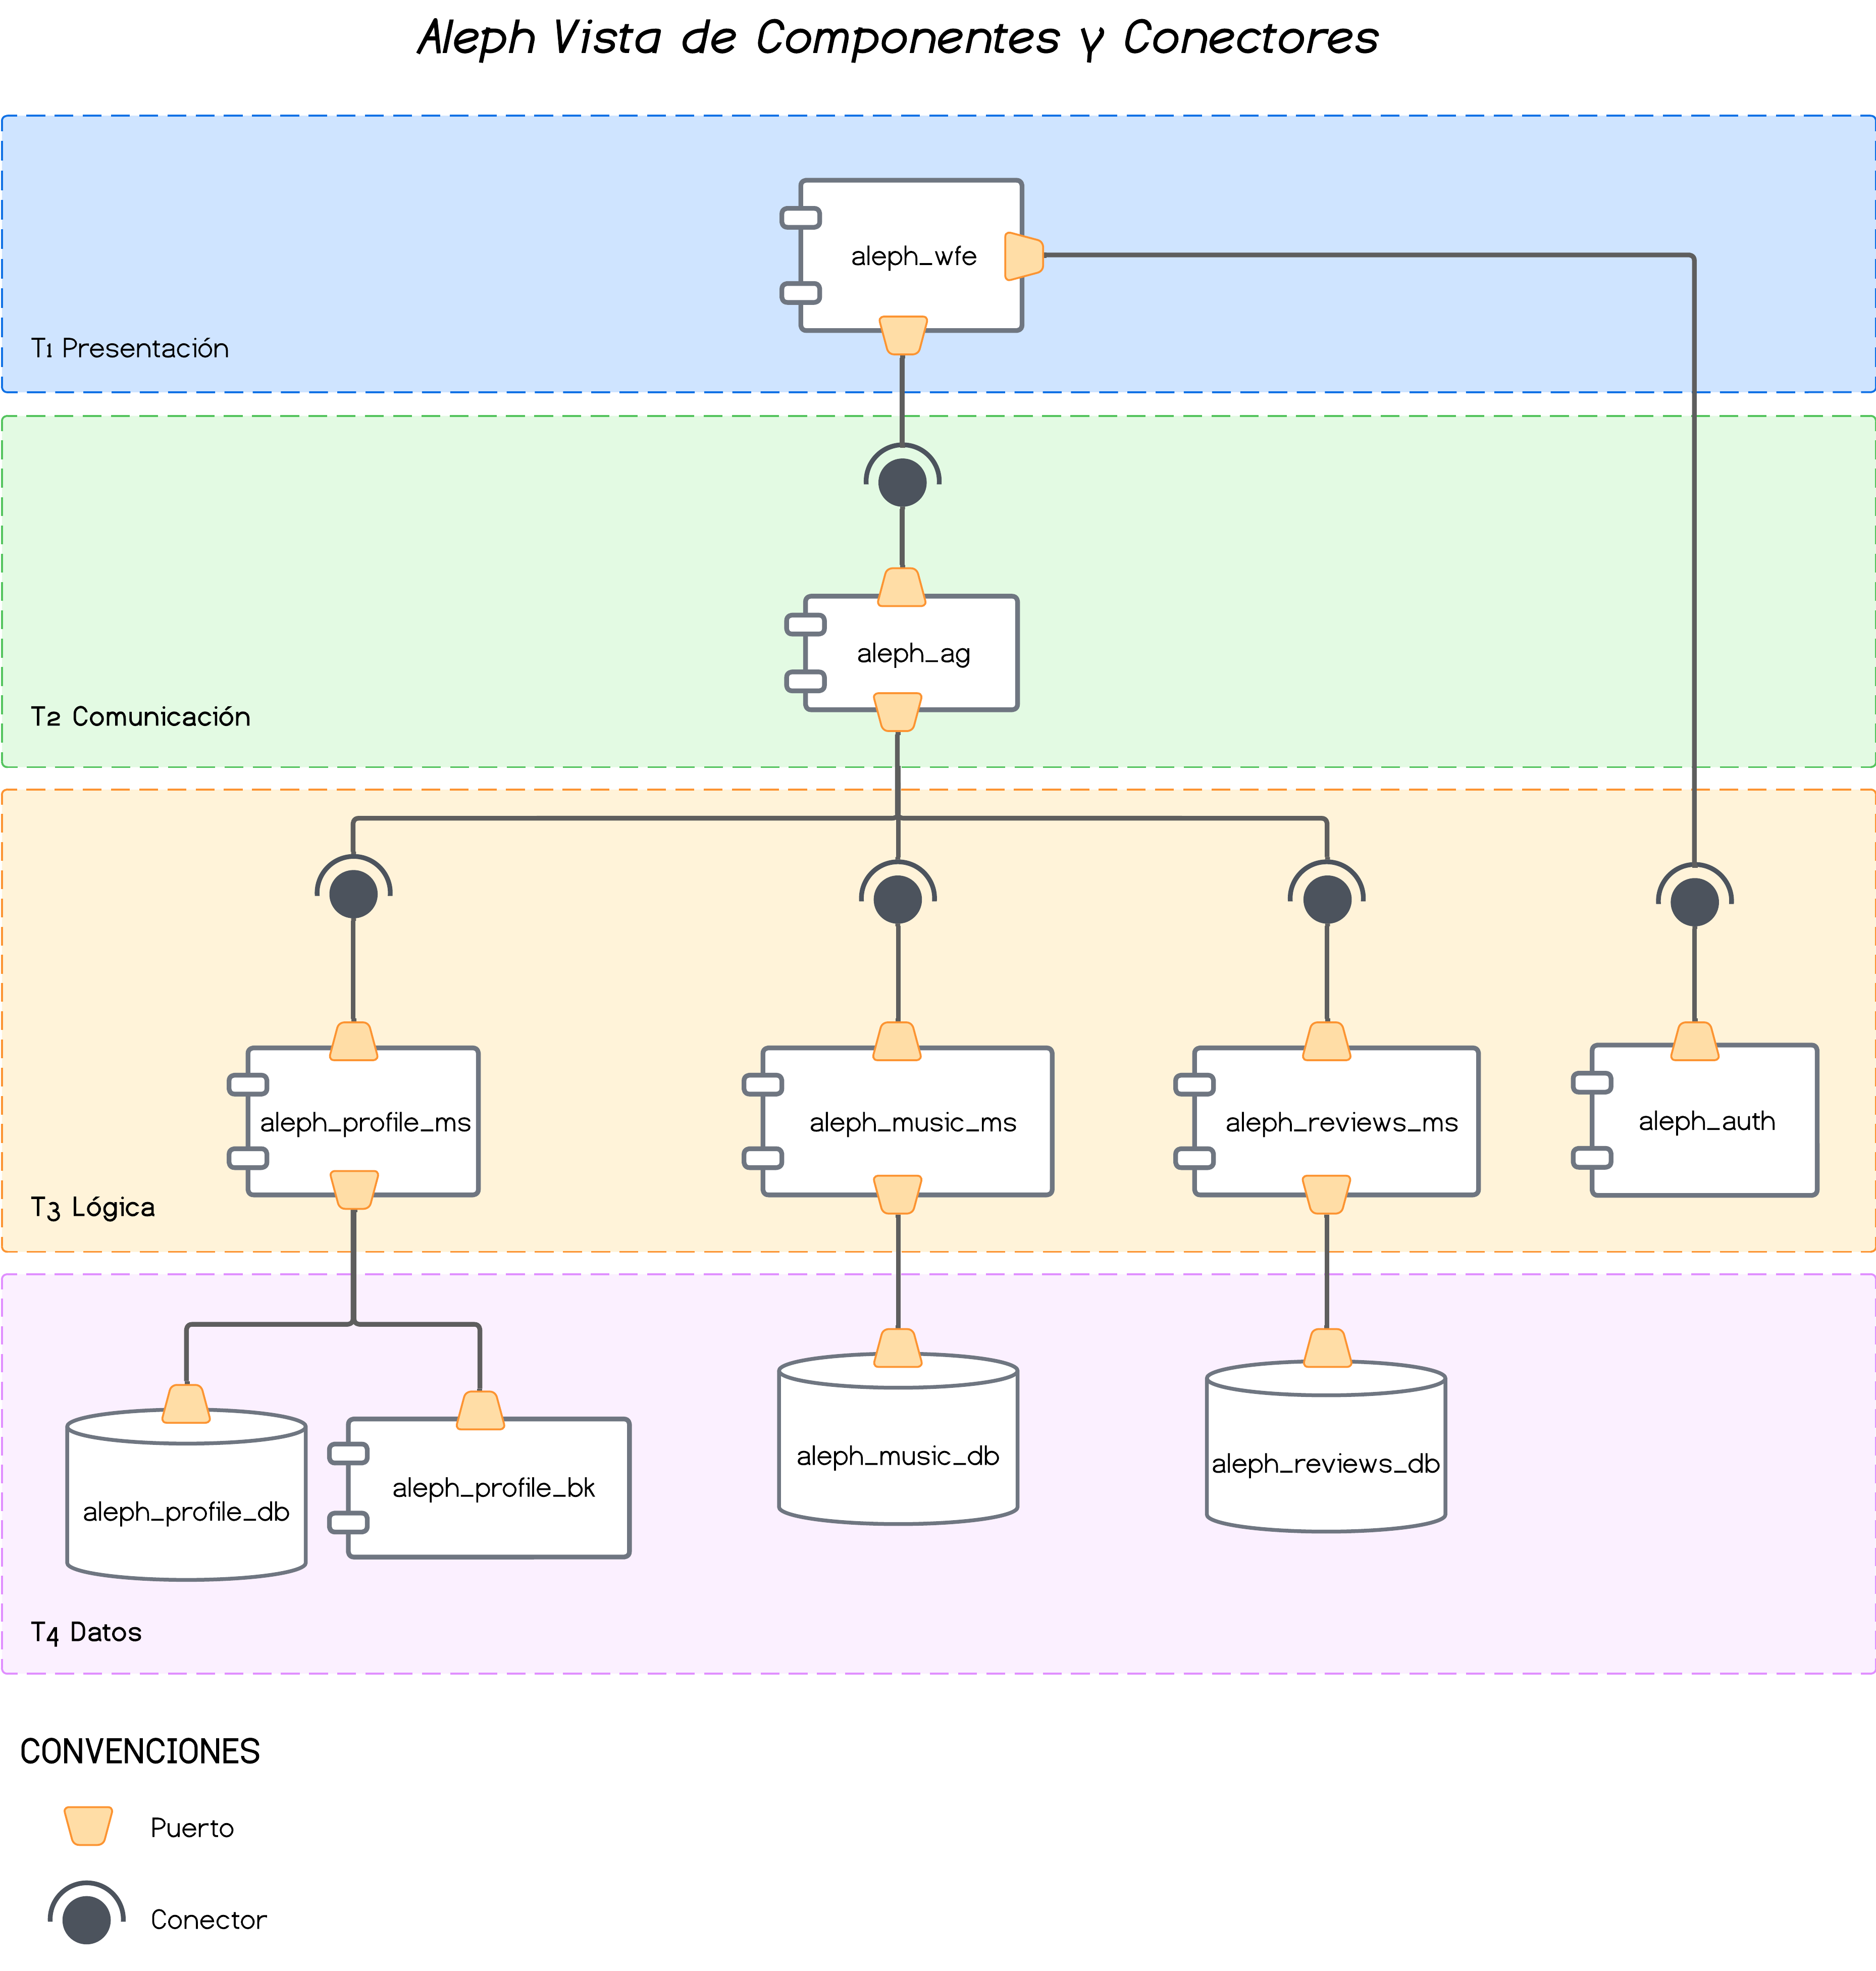 Aleph Vista de Componentes y Conectores
aleph_wfe
T1 Presentación
aleph_ag
T2 Comunicación
aleph_profile_ms
aleph_music_ms
aleph_reviews_ms
aleph_auth
T3 Lógica
aleph_profile_db
aleph_profile_bk
aleph_music_db
aleph_reviews_db
T4 Datos
CONVENCIONES
Puerto
Conector